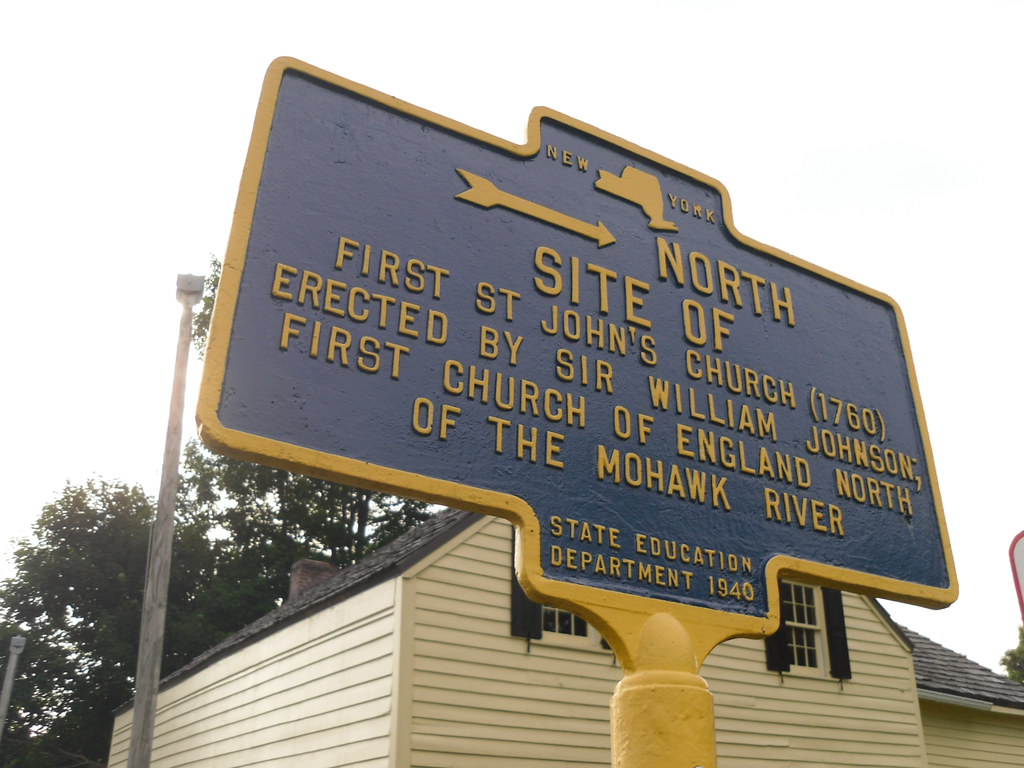 NEW YORK
NORTH
SITE OF
FIRST ST JOHN'S CHURCH (1760)
ERECTED BY SIR WILLIAM JOHNSON;
FIRST CHURCH OF ENGLAND NORTH,
OF THE MOHAWK RIVER
STATE EDUCATION
DEPARTMENT 1940